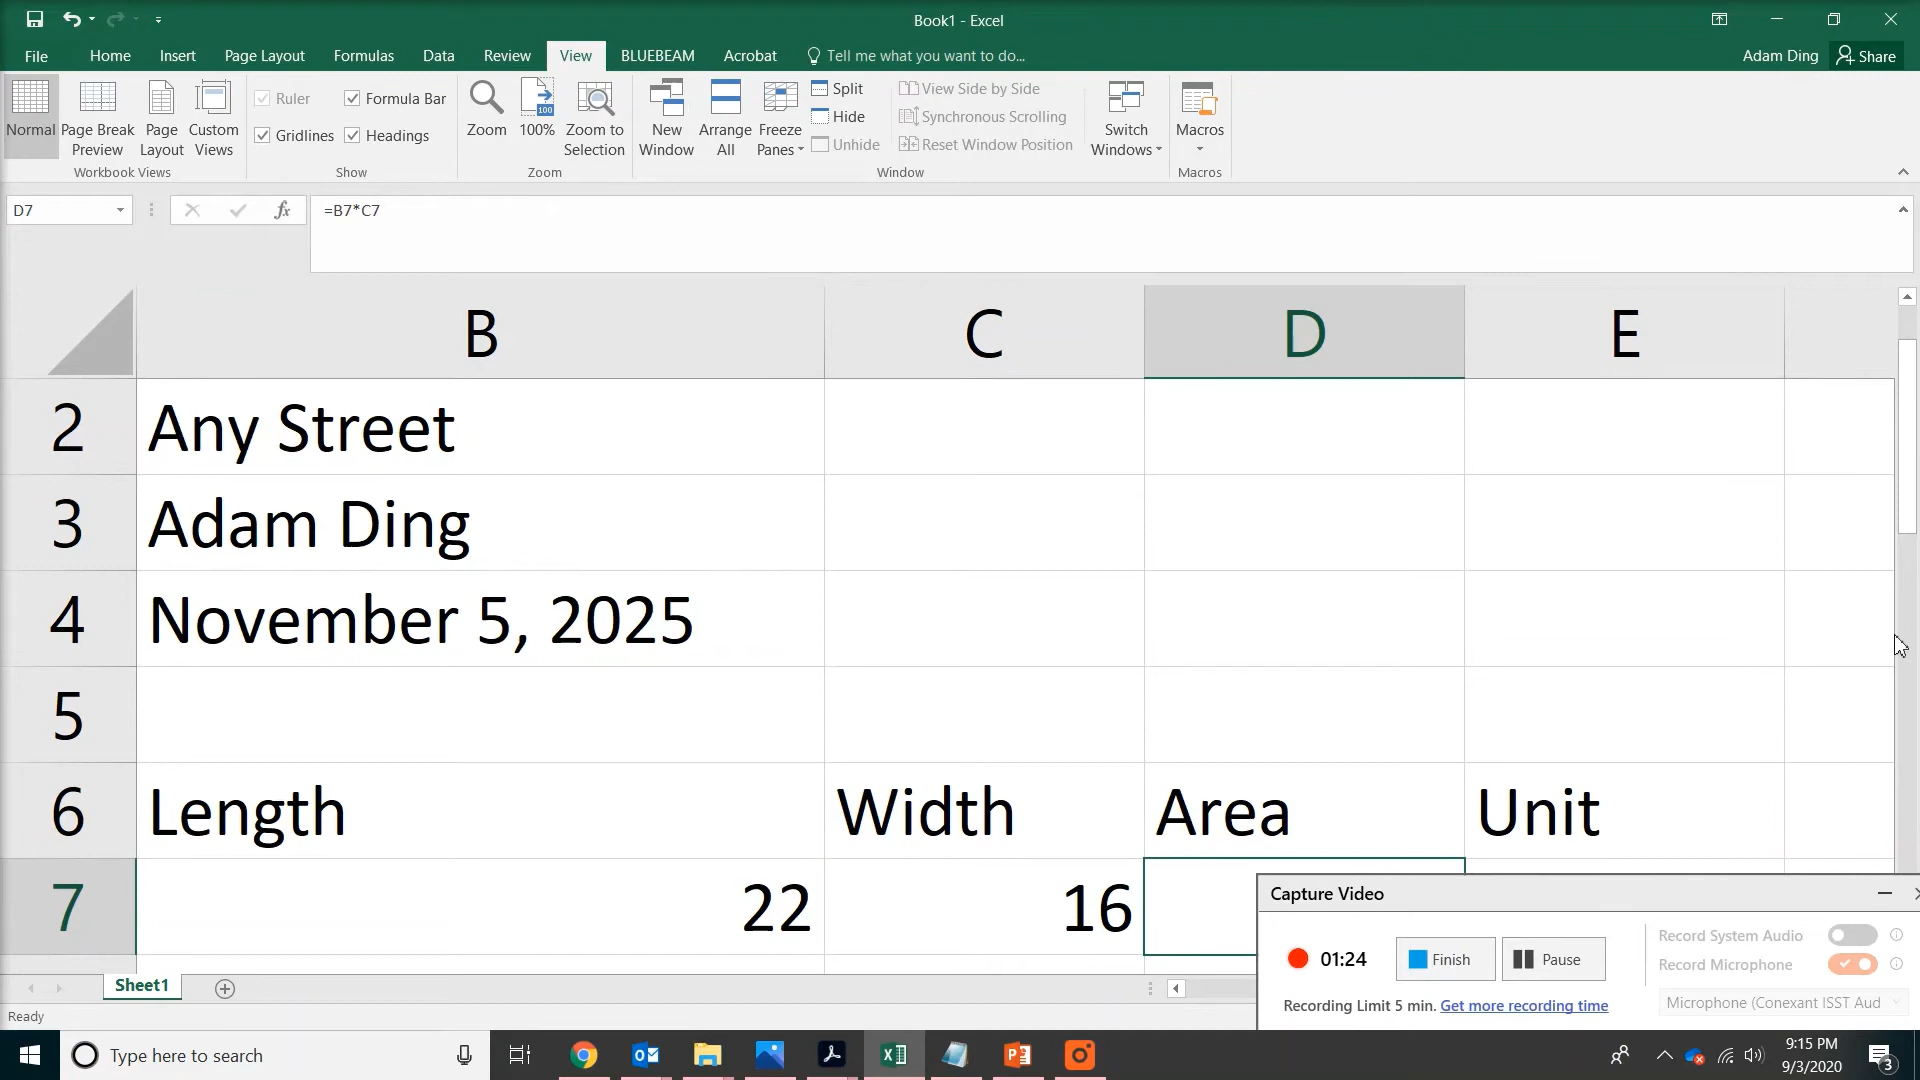 Book1 - Excel
File Home Insert Page Layout Formulas Data Review View BLUEBEAM Acrobat Tell me what you want to do... Adam Ding Share
Normal
Page Break Preview
Page Layout
Custom Views
Workbook Views
Ruler
Formula Bar
Gridlines
Headings
Show
Zoom
100
100%
Zoom to Selection
Zoom
New Window
Arrange All
Freeze Panes
Split
Hide
Unhide
View Side by Side
Synchronous Scrolling
Reset Window Position
Window
Switch Windows
Macros
Macros
D7 fx =B7*C7
B C D E
2 Any Street
3 Adam Ding
4 November 5, 2025
5
6 Length Width Area Unit
7 22 16
Capture Video
01:24 Finish Pause
Record System Audio
Record Microphone
Recording Limit 5 min. Get more recording time
Microphone (Conexant ISST Aud
Sheet1
Ready
Type here to search
9:15 PM
9/3/2020
3